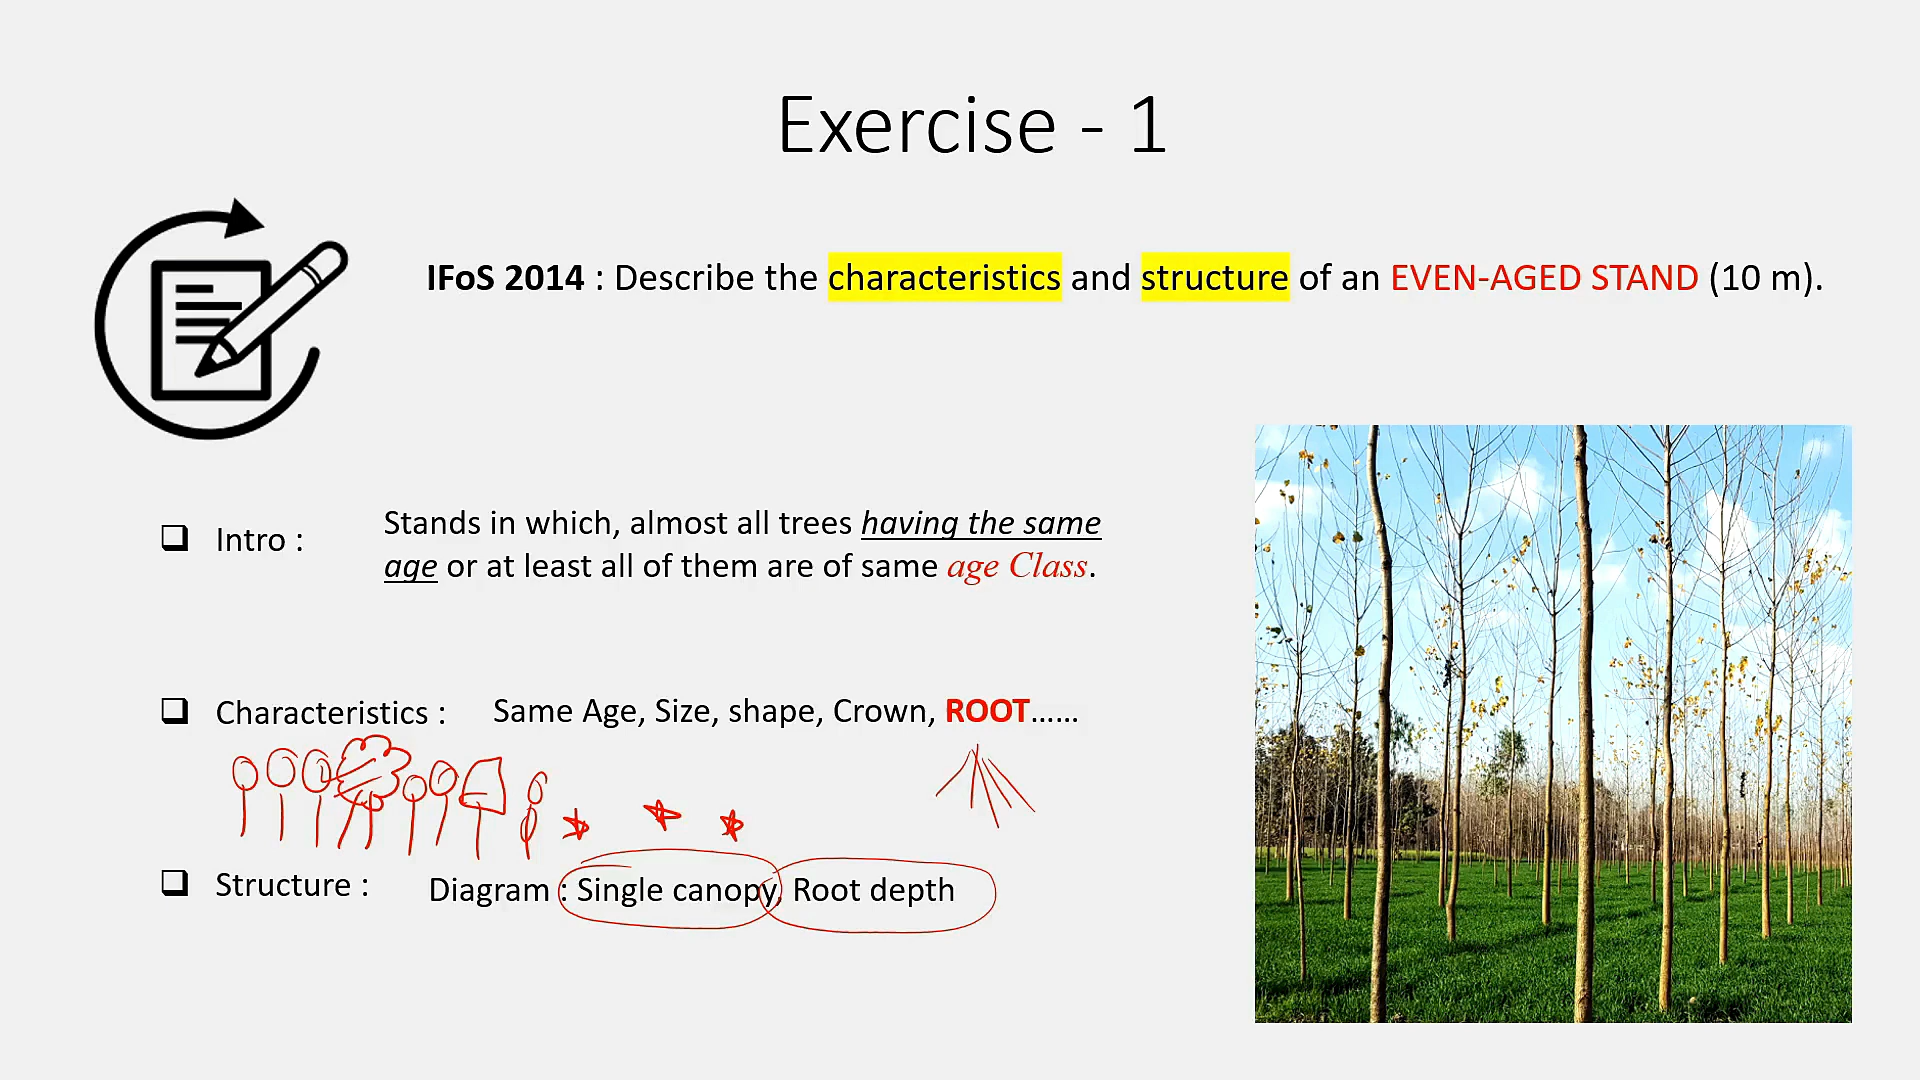 Exercise - 1
IFoS 2014 : Describe the characteristics and structure of an EVEN-AGED STAND (10 m).
Intro :
Stands in which, almost all trees having the same
age or at least all of them are of same age Class.
Characteristics : Same Age, Size, shape, Crown, ROOT......
Structure : Diagram : Single canopy, Root depth